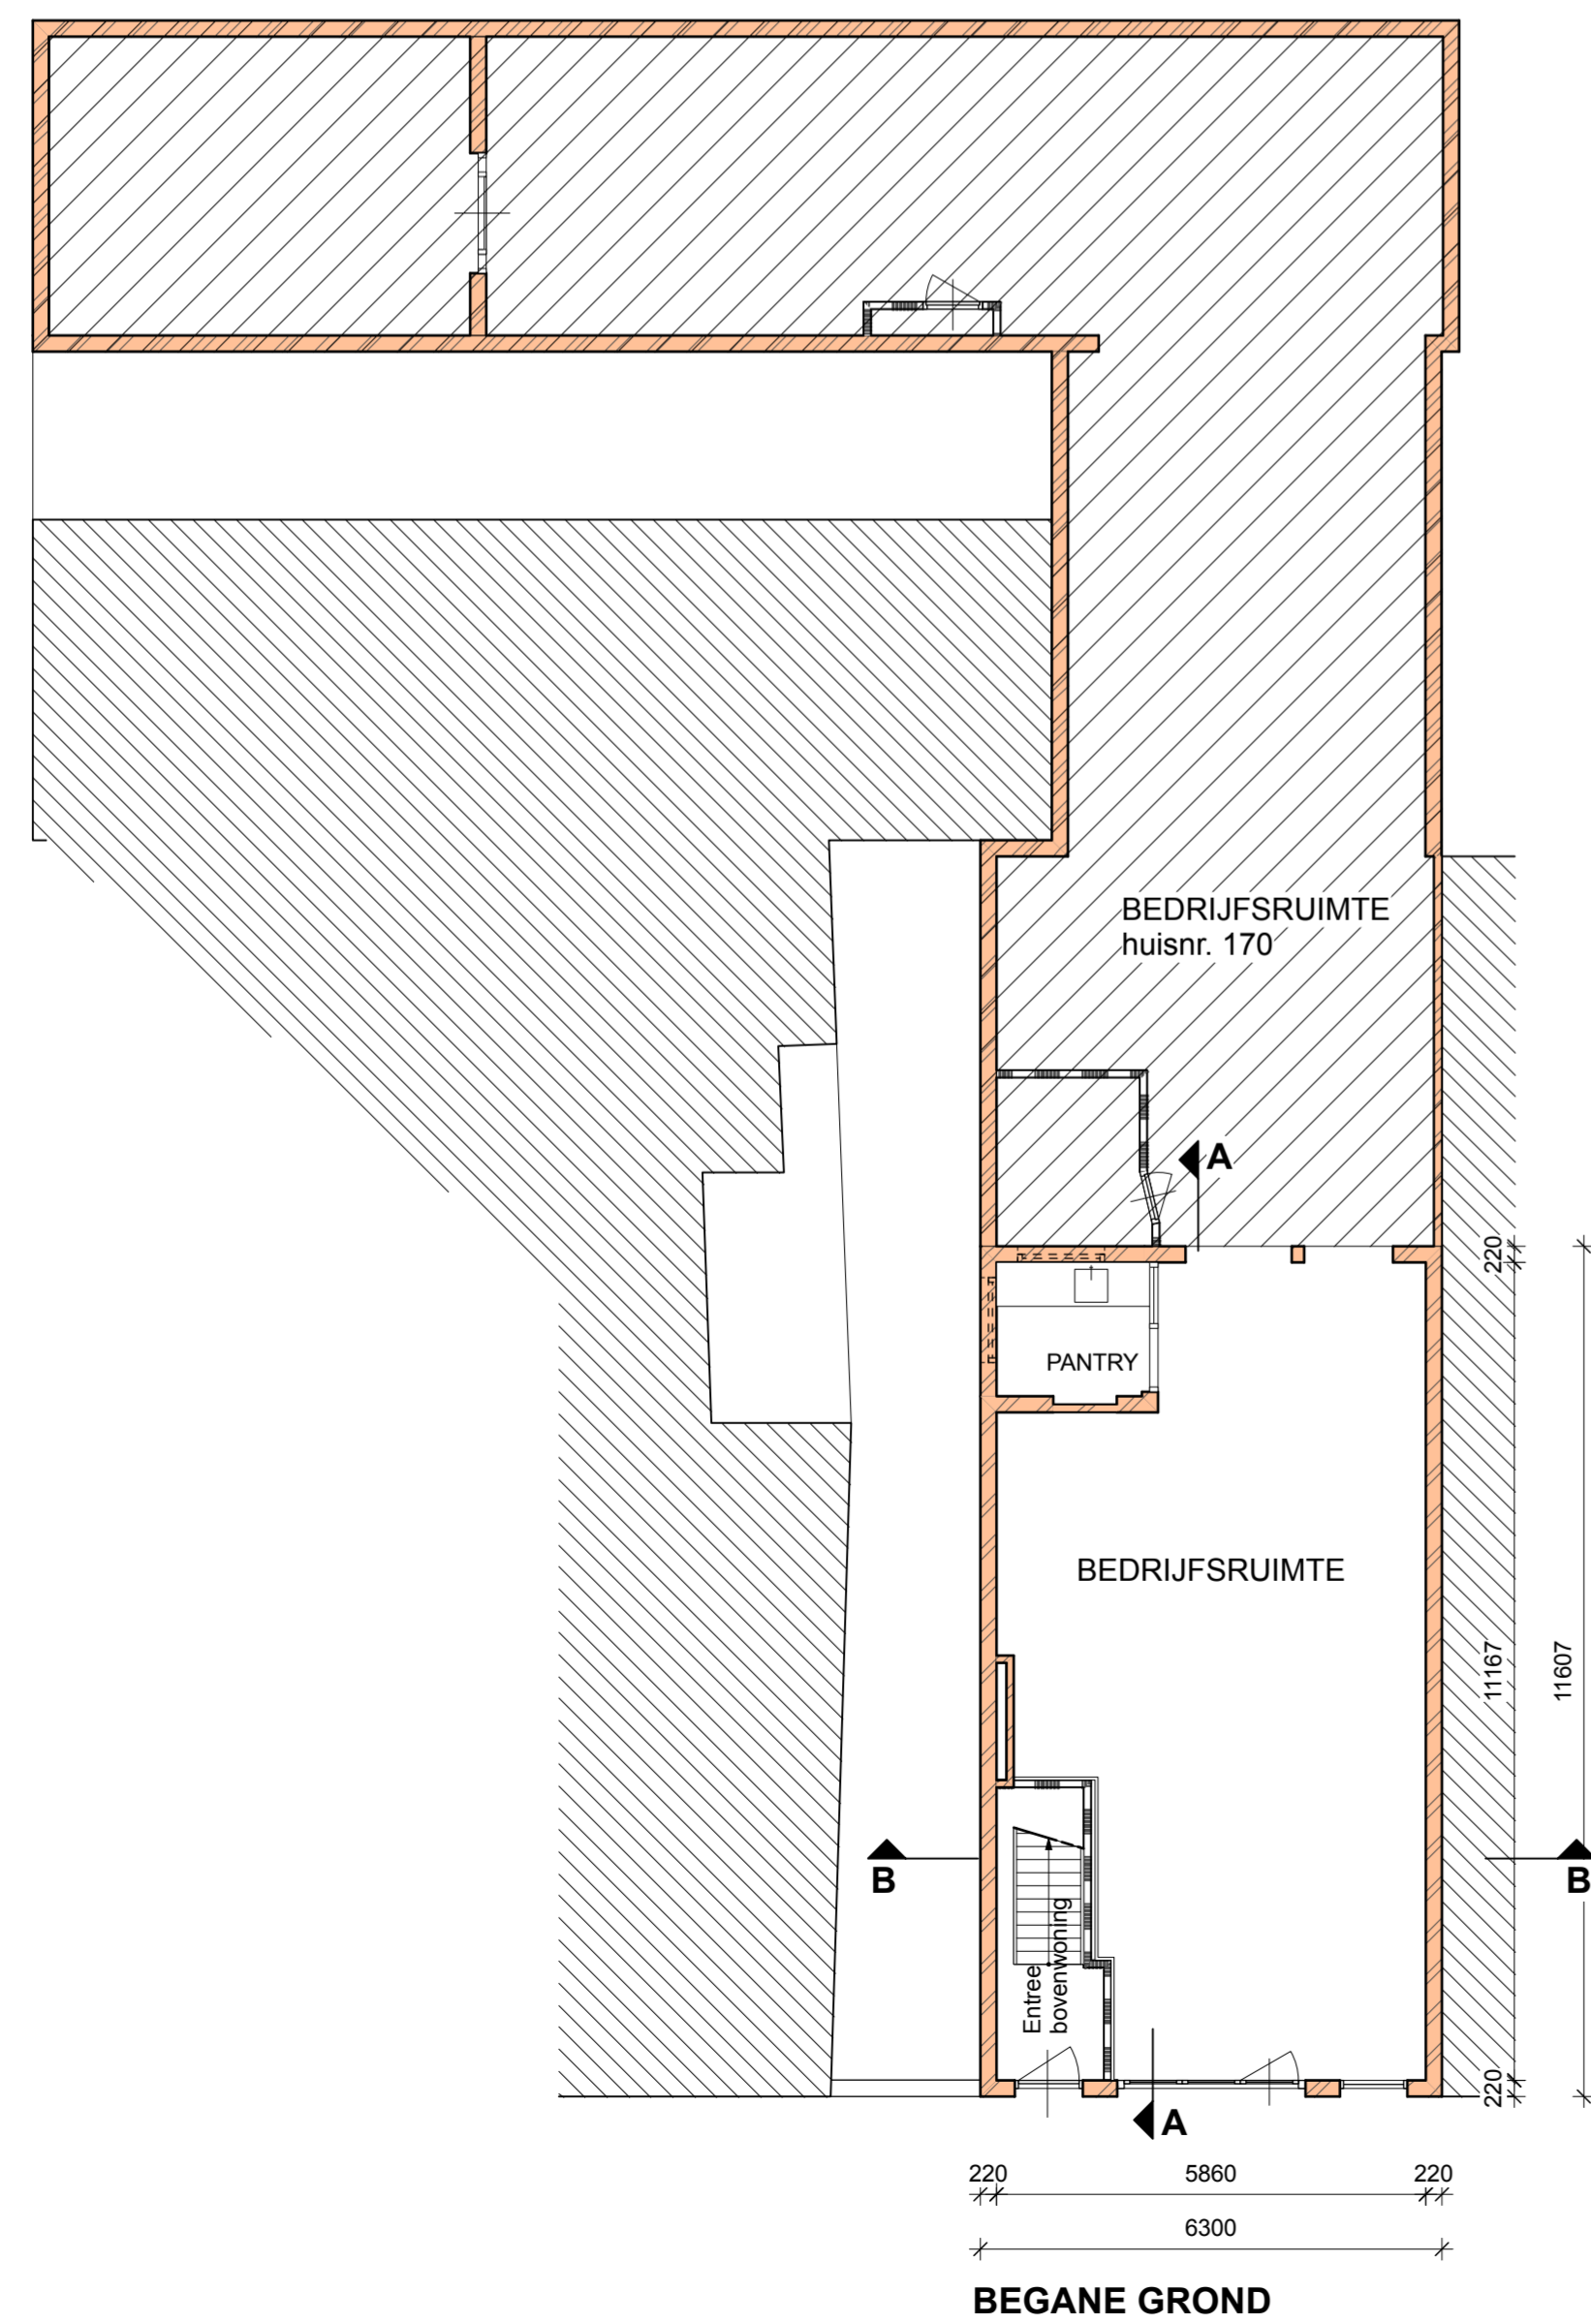 BEDRIJFSRUIMTE
huisnr. 170
A
220
PANTRY
BEDRIJFSRUIMTE
11167
11607
B
B
Entree
bovenwoning
220
A
220
5860
220
6300
BEGANE GROND